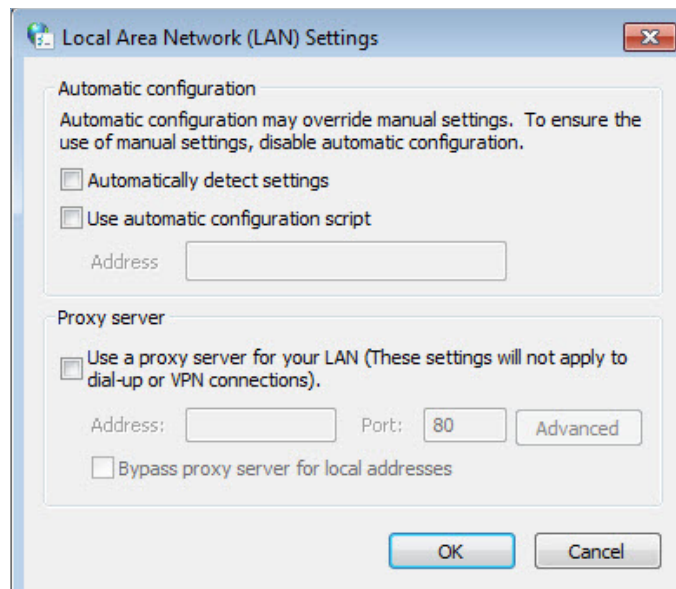 Local Area Network (LAN) Settings
Automatic configuration
Automatic configuration may override manual settings. To ensure the
use of manual settings, disable automatic configuration.
Automatically detect settings
Use automatic configuration script
Address
Proxy server
Use a proxy server for your LAN (These settings will not apply to
dial-up or VPN connections).
Address: Port: 80 Advanced
Bypass proxy server for local addresses
OK Cancel